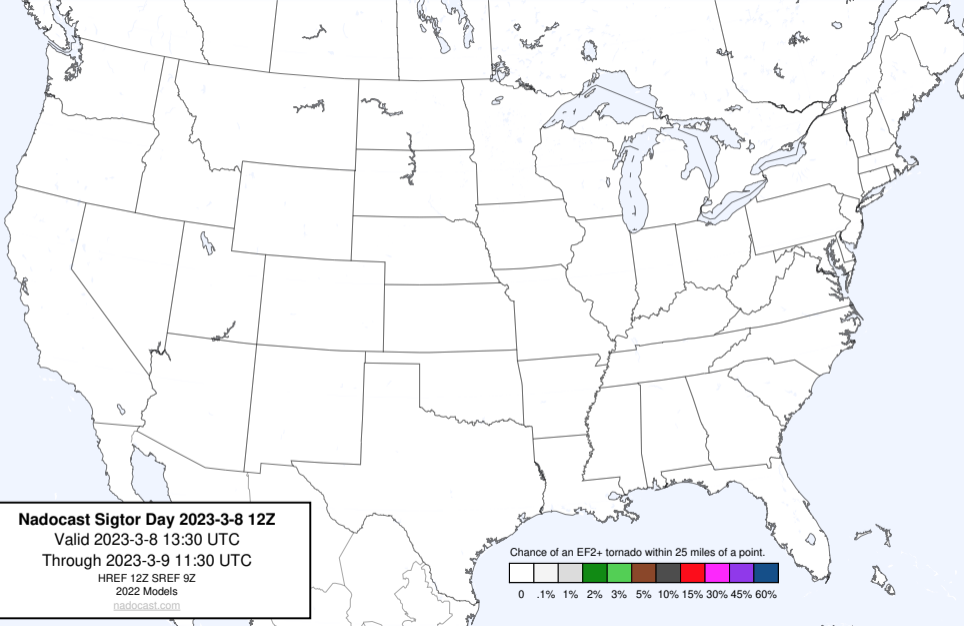 Nadocast Sigtor Day 2023-3-8 12Z
Valid 2023-3-8 13:30 UTC
Through 2023-3-9 11:30 UTC
HREF 12Z SREF 9Z
2022 Models
nadocast.com
Chance of an EF2+ tornado within 25 miles of a point.
0 .1% 1% 2% 3% 5% 10% 15% 30% 45% 60%